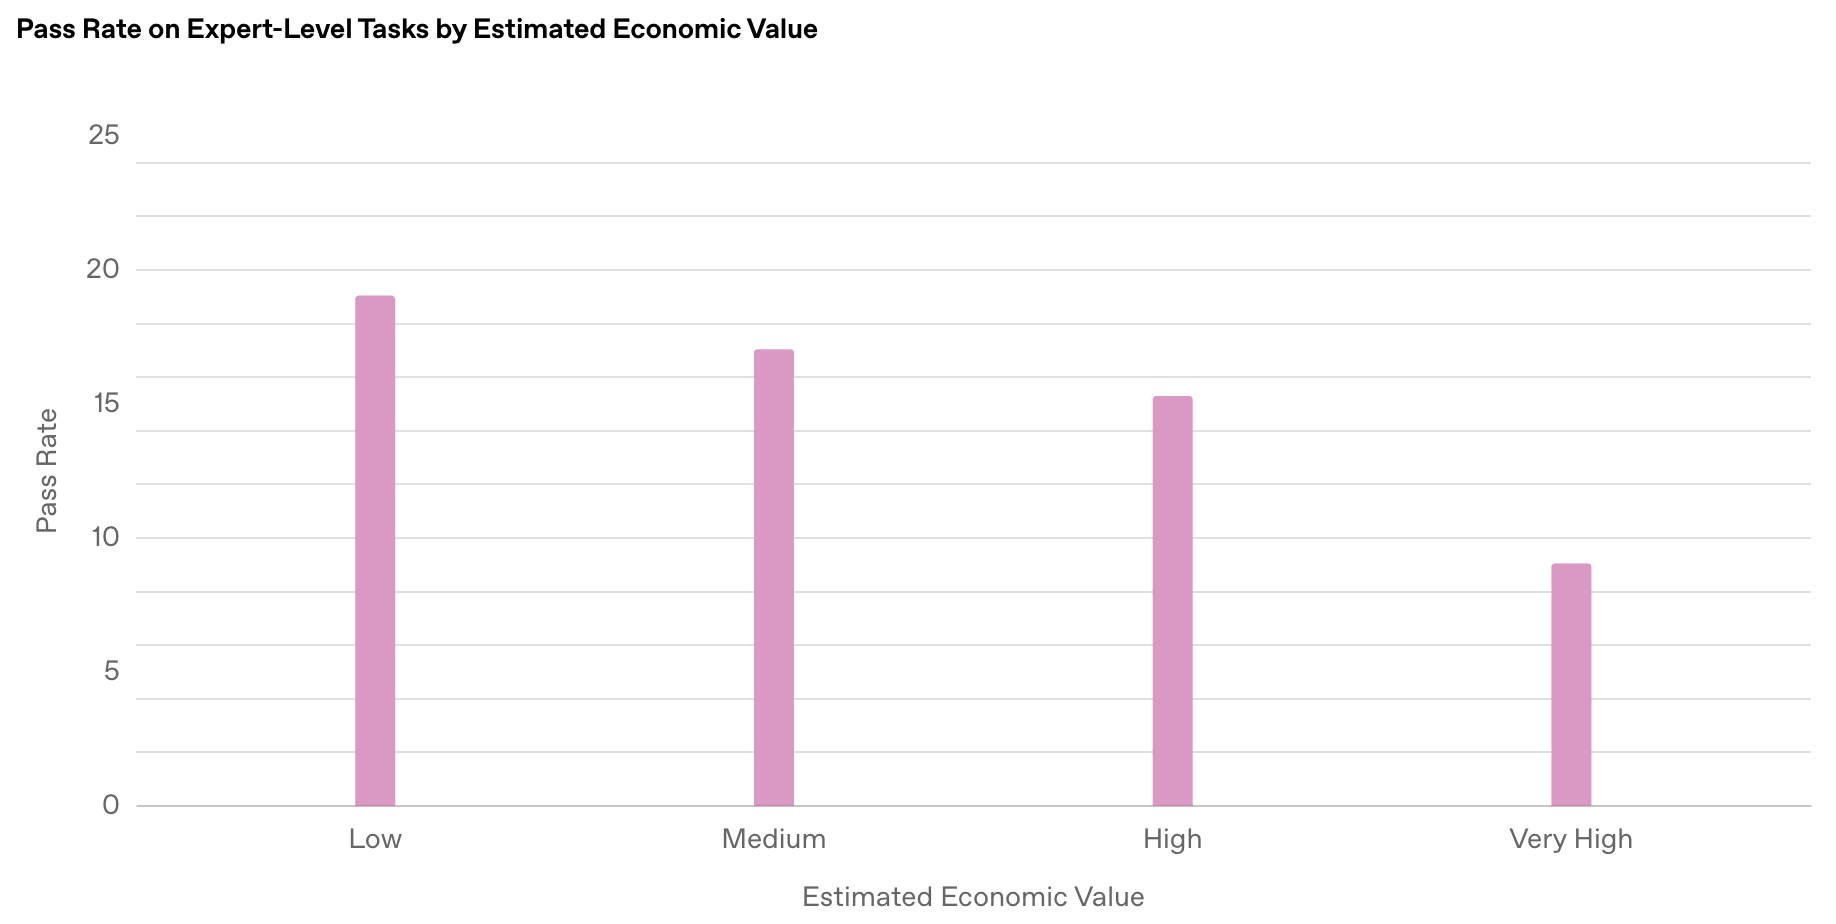 Pass Rate on Expert-Level Tasks by Estimated Economic Value
25
20
15
10
5
0
Pass Rate
Low
Medium
High
Very High
Estimated Economic Value